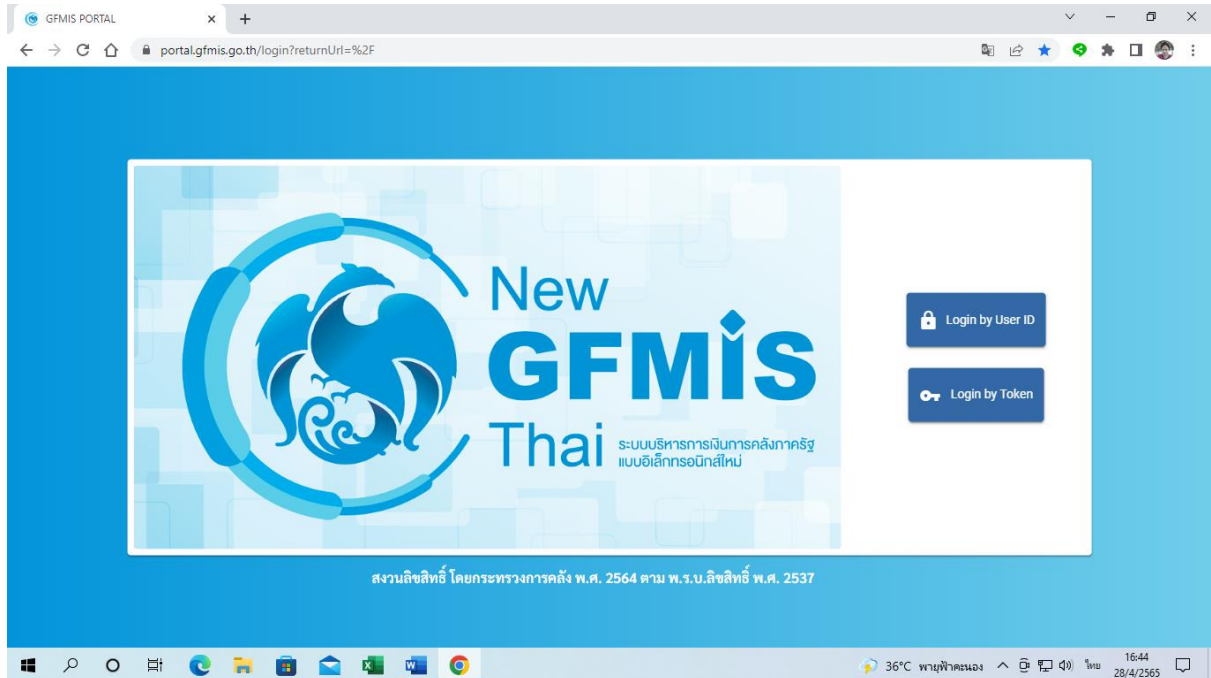 GFMIS PORTAL
portal.gfmis.go.th/login?returnUrl=%2F
New
GFMIS
Thai
ระบบบริหารการเงินการคลังภาครัฐ
แบบอิเล็กทรอนิกส์ใหม่
Login by User ID
Login by Token
สงวนลิขสิทธิ์ โดยกระทรวงการคลัง พ.ศ. 2564 ตาม พ.ร.บ.ลิขสิทธิ์ พ.ศ. 2537
36°C พายุฟ้าคะนอง
ไทย
16:44
28/4/2565